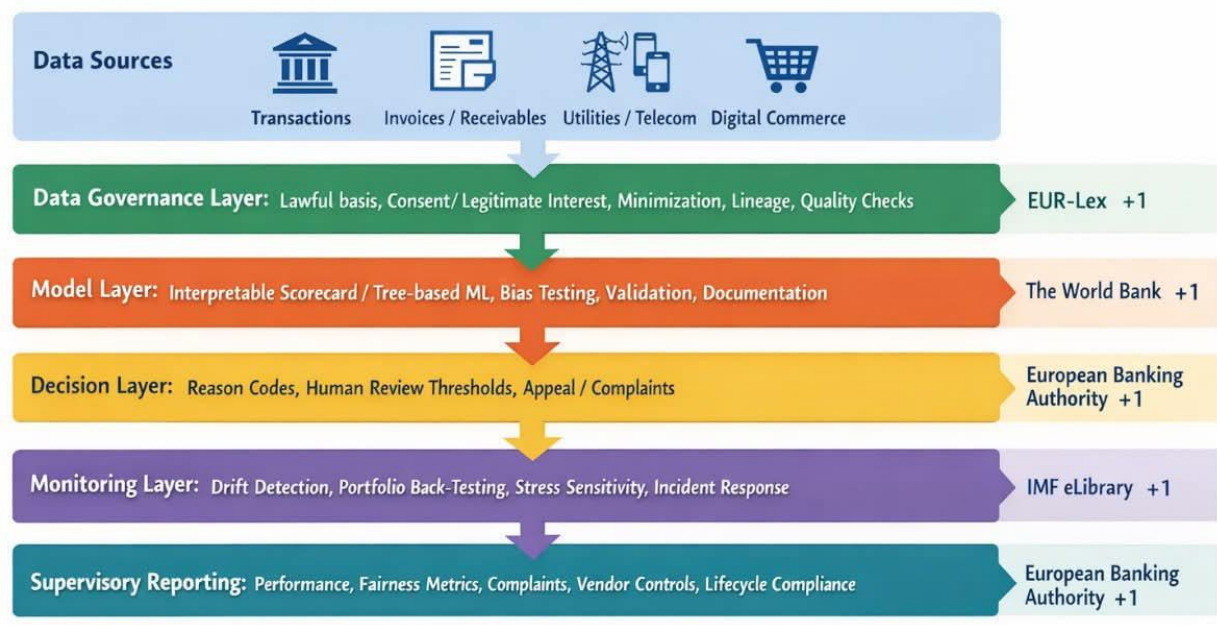 Data Sources
Transactions
Invoices / Receivables
Utilities / Telecom
Digital Commerce
Data Governance Layer: Lawful basis, Consent/ Legitimate Interest, Minimization, Lineage, Quality Checks
EUR-Lex +1
Model Layer: Interpretable Scorecard / Tree-based ML, Bias Testing, Validation, Documentation
The World Bank +1
Decision Layer: Reason Codes, Human Review Thresholds, Appeal / Complaints
European Banking
Authority +1
Monitoring Layer: Drift Detection, Portfolio Back-Testing, Stress Sensitivity, Incident Response
IMF eLibrary +1
Supervisory Reporting: Performance, Fairness Metrics, Complaints, Vendor Controls, Lifecycle Compliance
European Banking
Authority +1